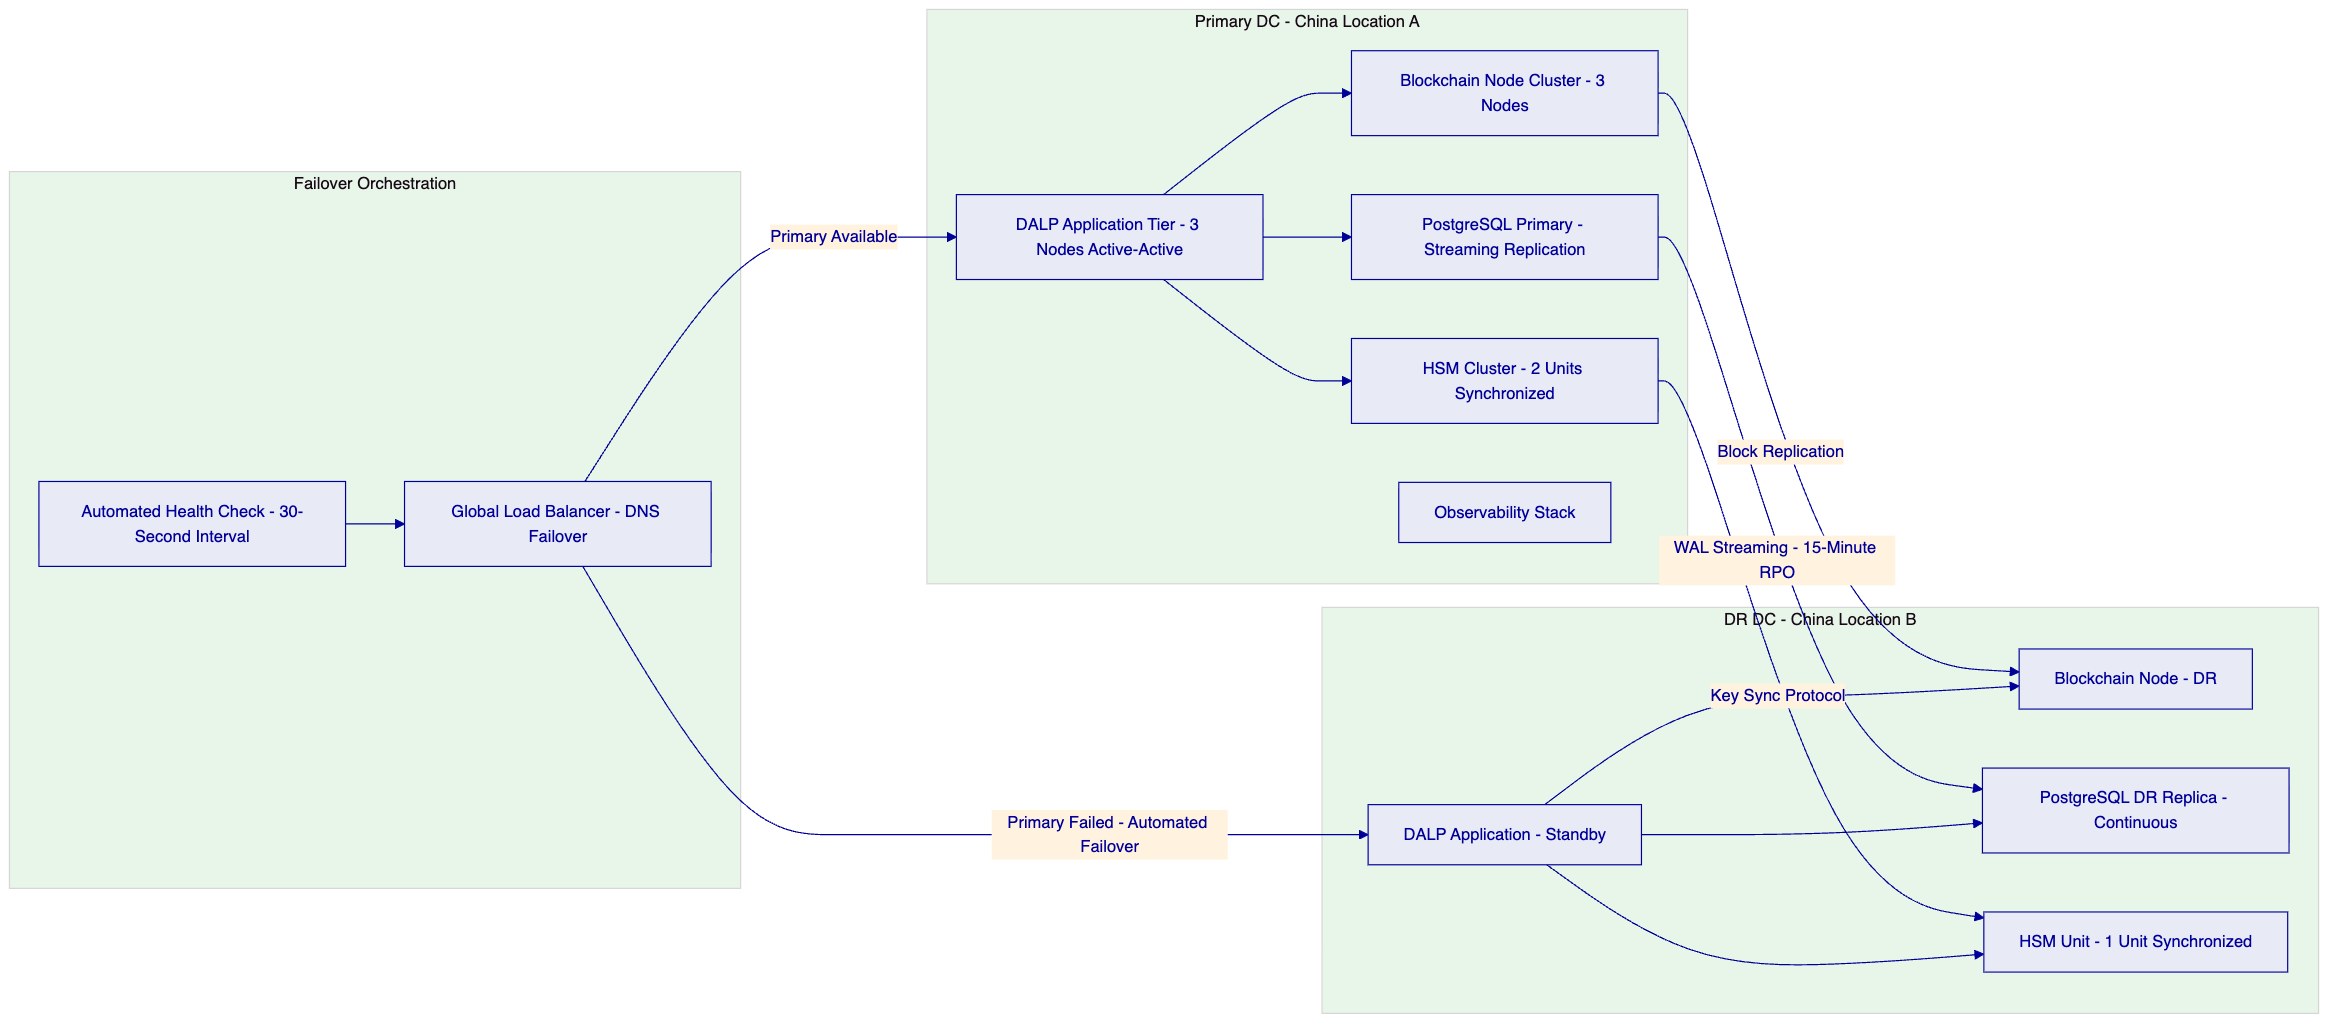 Primary DC - China Location A
Blockchain Node Cluster - 3
Nodes
Failover Orchestration
DALP Application Tier - 3
Nodes Active-Active
PostgreSQL Primary -
Streaming Replication
Primary Available
HSM Cluster - 2 Units
Synchronized
Block Replication
Automated Health Check - 30-
Second Interval
Global Load Balancer - DNS
Failover
Observability Stack
WAL Streaming - 15-Minute
RPO
DR DC - China Location B
Blockchain Node - DR
Key Sync Protocol
PostgreSQL DR Replica -
Continuous
Primary Failed - Automated
Failover
DALP Application - Standby
HSM Unit - 1 Unit Synchronized